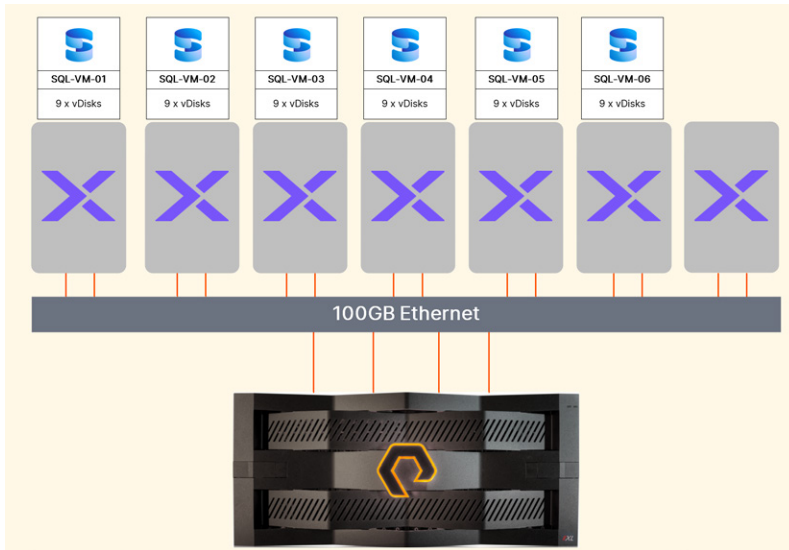 SQL-VM-01
9 x vDisks
SQL-VM-02
9 x vDisks
SQL-VM-03
9 x vDisks
SQL-VM-04
9 x vDisks
SQL-VM-05
9 x vDisks
SQL-VM-06
9 x vDisks
100GB Ethernet